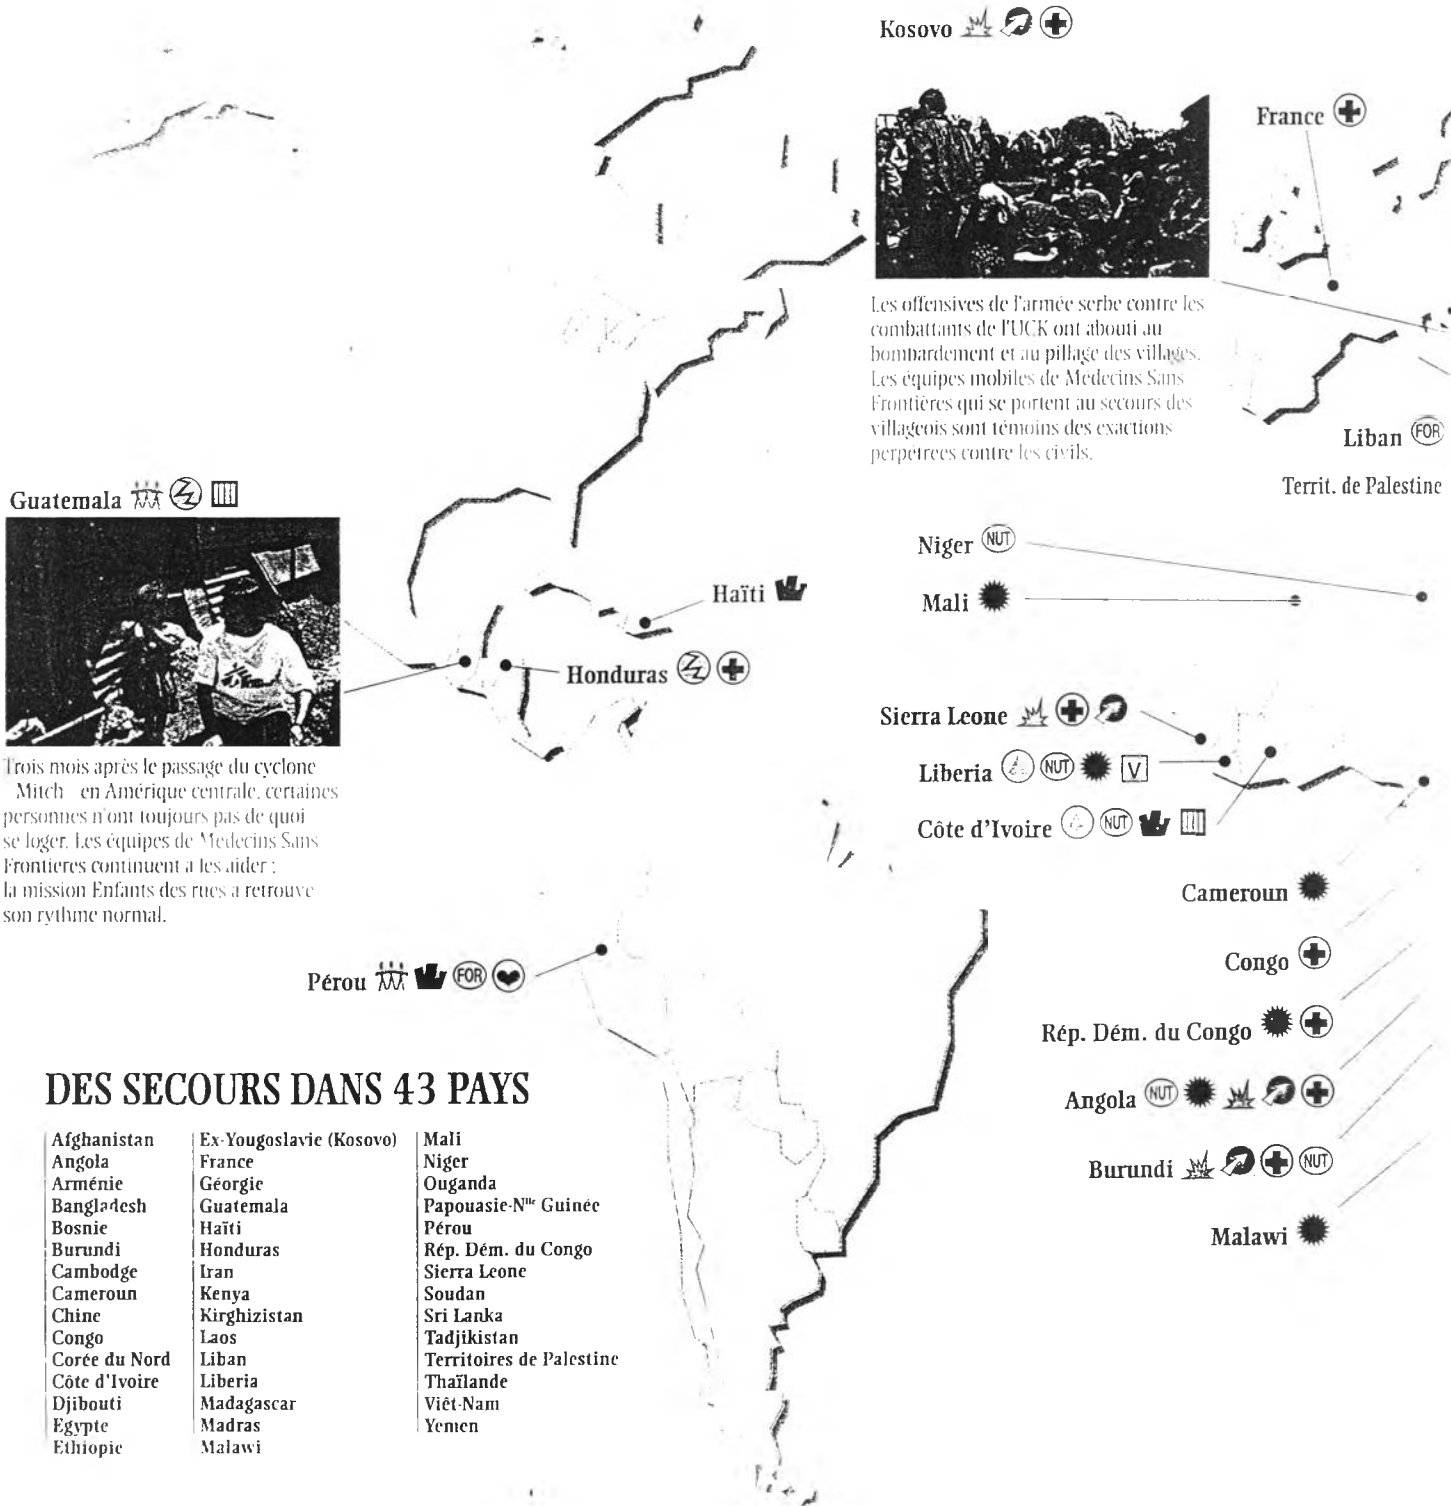 Kosovo
France
Les offensives de l'armée serbe contre les
combattants de l'UCK ont abouti au
bombardement et au pillage des villages.
Les équipes mobiles de Médecins Sans
Frontières qui se portent au secours des
villageois sont témoins des exactions
perpétrées contre les civils.
Liban FOR
Territ. de Palestine
Guatemala
Trois mois après le passage du cyclone
Mitch en Amérique centrale, certaines
personnes n'ont toujours pas de quoi
se loger. Les équipes de Médecins Sans
Frontières continuent à les aider ;
la mission Enfants des rues a retrouvé
son rythme normal.
Haïti
Honduras
Niger NUT
Mali
Sierra Leone
Liberia NUT V
Côte d'Ivoire NUT
Cameroun
Congo
Rép. Dém. du Congo
Angola NUT
Burundi NUT
Malawi
Pérou FOR
DES SECOURS DANS 43 PAYS
Afghanistan
Angola
Arménie
Bangladesh
Bosnie
Burundi
Cambodge
Cameroun
Chine
Congo
Corée du Nord
Côte d'Ivoire
Djibouti
Egypte
Ethiopie
Ex-Yougoslavie (Kosovo)
France
Géorgie
Guatemala
Haïti
Honduras
Iran
Kenya
Kirghizistan
Laos
Liban
Liberia
Madagascar
Madras
Malawi
Mali
Niger
Ouganda
Papouasie-Nlle Guinée
Pérou
Rép. Dém. du Congo
Sierra Leone
Soudan
Sri Lanka
Tadjikistan
Territoires de Palestine
Thaïlande
Viêt-Nam
Yemen